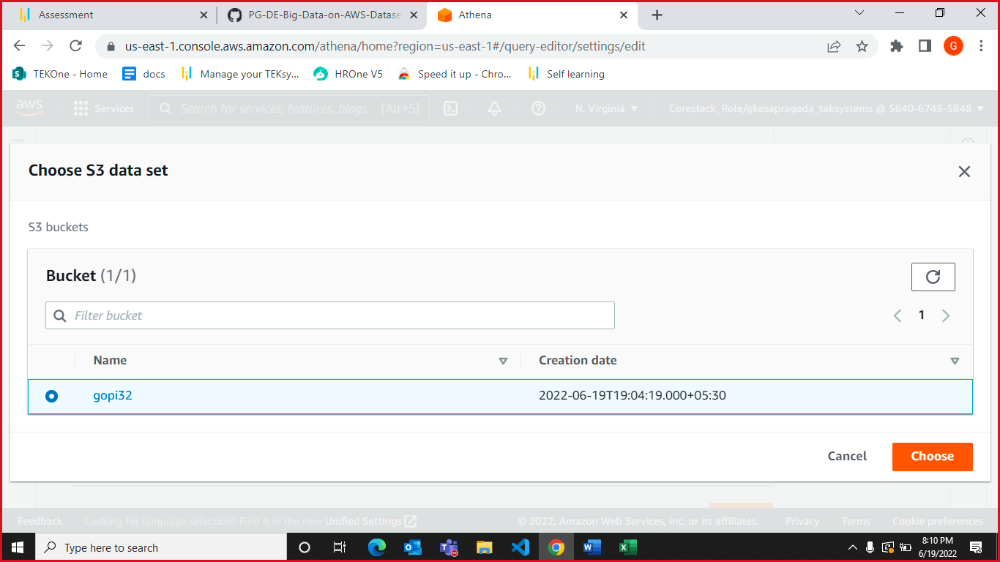 Assessment
PG-DE-Big-Data-on-AWS-Datase
Athena
us-east-1.console.aws.amazon.com/athena/home?region=us-east-1#/query-editor/settings/edit
G
TEKOne - Home
docs
Manage your TEKsy...
HROne V5
Speed it up - Chro...
Self learning
aws
Services
Search for services, features, blogs, [Alt+S]
N. Virginia
Corestack_Role/gkesapragada_teksystems @ 5640-6745-5848
Choose S3 data set
S3 buckets
Bucket (1/1)
Filter bucket
1
Name
Creation date
gopi32
2022-06-19T19:04:19.000+05:30
Cancel
Choose
Feedback
Looking for language selection? Find it in the new Unified Settings
© 2022, Amazon Web Services, Inc. or its affiliates.
Privacy
Terms
Cookie preferences
Type here to search
8:10 PM
6/19/2022